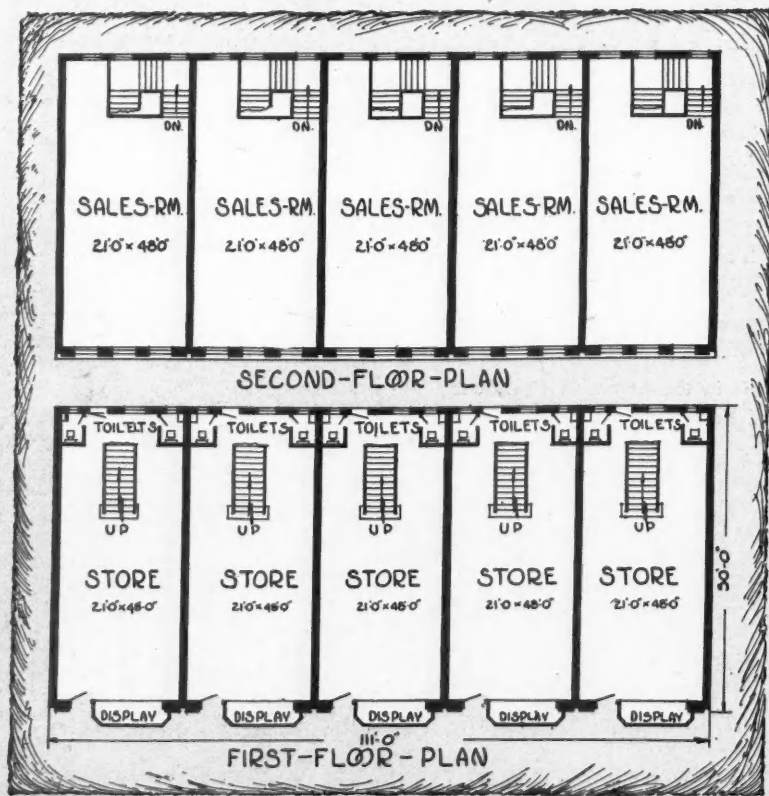 DN. DN. DN DN. DN.
SALES-RM. SALES-RM. SALES-RM. SALES-RM. SALES-RM.
21'0"×48'0" 21'0"×48'0" 21'0"×48'0" 21'0"×48'0" 21'0"×48'0"
SECOND-FLOOR-PLAN
TOILETS TOILETS TOILETS TOILETS TOILETS
UP UP UP UP UP
STORE STORE STORE STORE STORE
21'0"×48'0" 21'0"×48'0" 21'0"×48'0" 21'0"×48'0" 21'0"×48'0"
50'-0"
DISPLAY DISPLAY DISPLAY DISPLAY DISPLAY
111'-0"
FIRST-FLOOR-PLAN